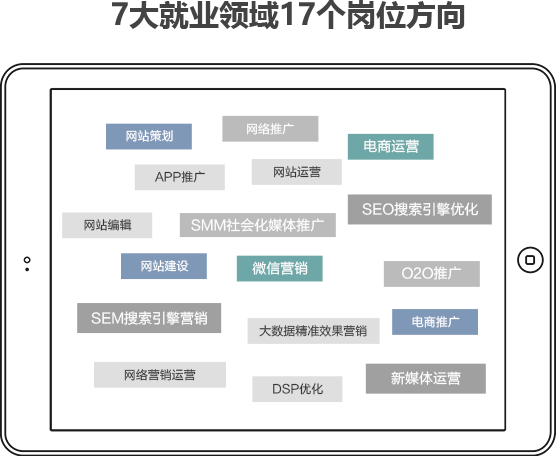 7大就业领域17个岗位方向
网站策划
网络推广
电商运营
APP推广
网站运营
SEO搜索引擎优化
网站编辑
SMM社会化媒体推广
网站建设
微信营销
O2O推广
SEM搜索引擎营销
大数据精准效果营销
电商推广
网络营销运营
DSP优化
新媒体运营